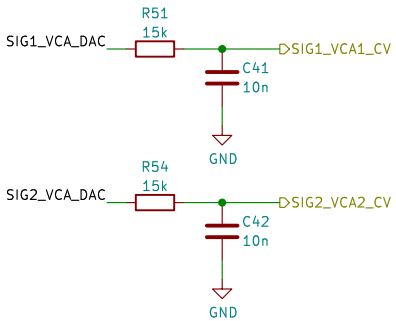 R51
15k
SIG1_VCA_DAC
SIG1_VCA1_CV
C41
10n
GND
R54
15k
SIG2_VCA_DAC
SIG2_VCA2_CV
C42
10n
GND